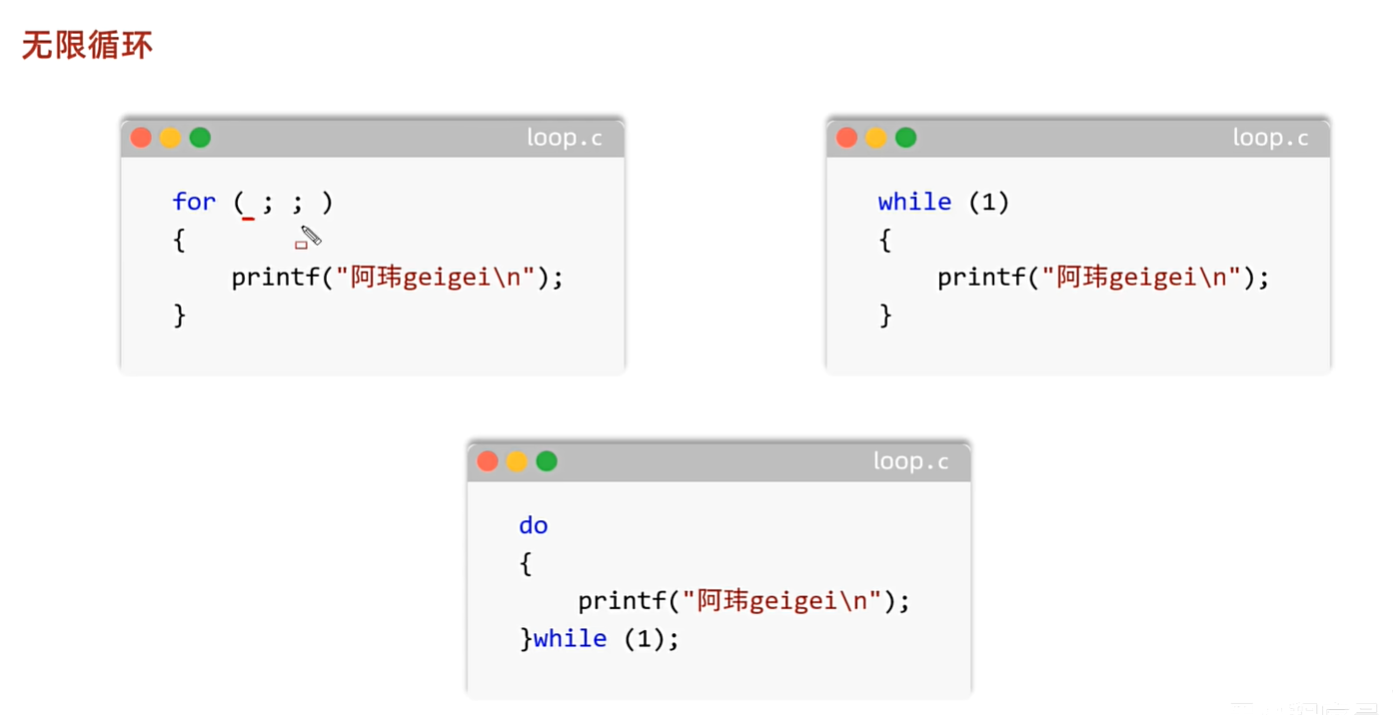 无限循环
loop.c
for ( ; ; )
{
printf("阿玮geigei\n");
}
loop.c
while (1)
{
printf("阿玮geigei\n");
}
loop.c
do
{
printf("阿玮geigei\n");
}while (1);